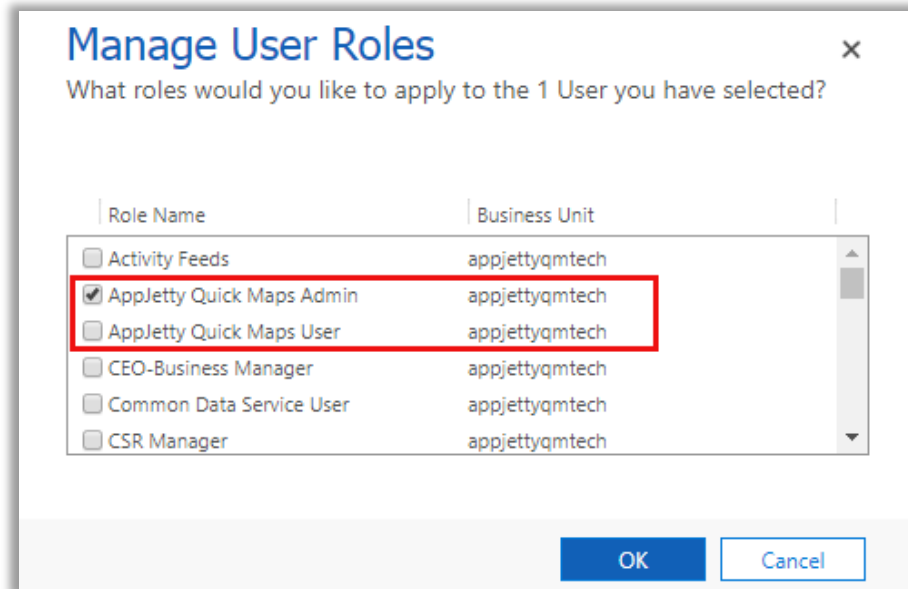 Manage User Roles
What roles would you like to apply to the 1 User you have selected?
Role Name Business Unit
Activity Feeds appjettyqmtech
AppJetty Quick Maps Admin appjettyqmtech
AppJetty Quick Maps User appjettyqmtech
CEO-Business Manager appjettyqmtech
Common Data Service User appjettyqmtech
CSR Manager appjettyqmtech
OK Cancel